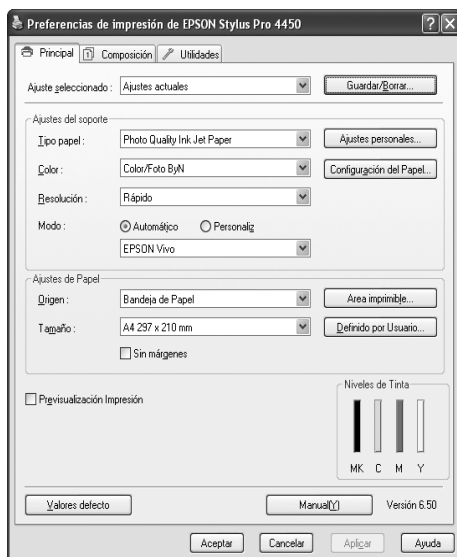 Preferencias de impresión de EPSON Stylus Pro 4450
Principal Composición Utilidades
Ajuste seleccionado : Ajustes actuales Guardar/Borrar...
Ajustes del soporte
Tipo papel : Photo Quality Ink Jet Paper Ajustes personales...
Color : Color/Foto ByN Configuración del Papel...
Resolución : Rápido
Modo : Automático Personaliz
EPSON Vivo
Ajustes de Papel
Origen : Bandeja de Papel Area imprimible...
Tamaño : A4 297 x 210 mm Definido por Usuario...
Sin márgenes
Previsualización Impresión
Niveles de Tinta
MK C M Y
Valores defecto Manual(Y) Versión 6.50
Aceptar Cancelar Aplicar Ayuda